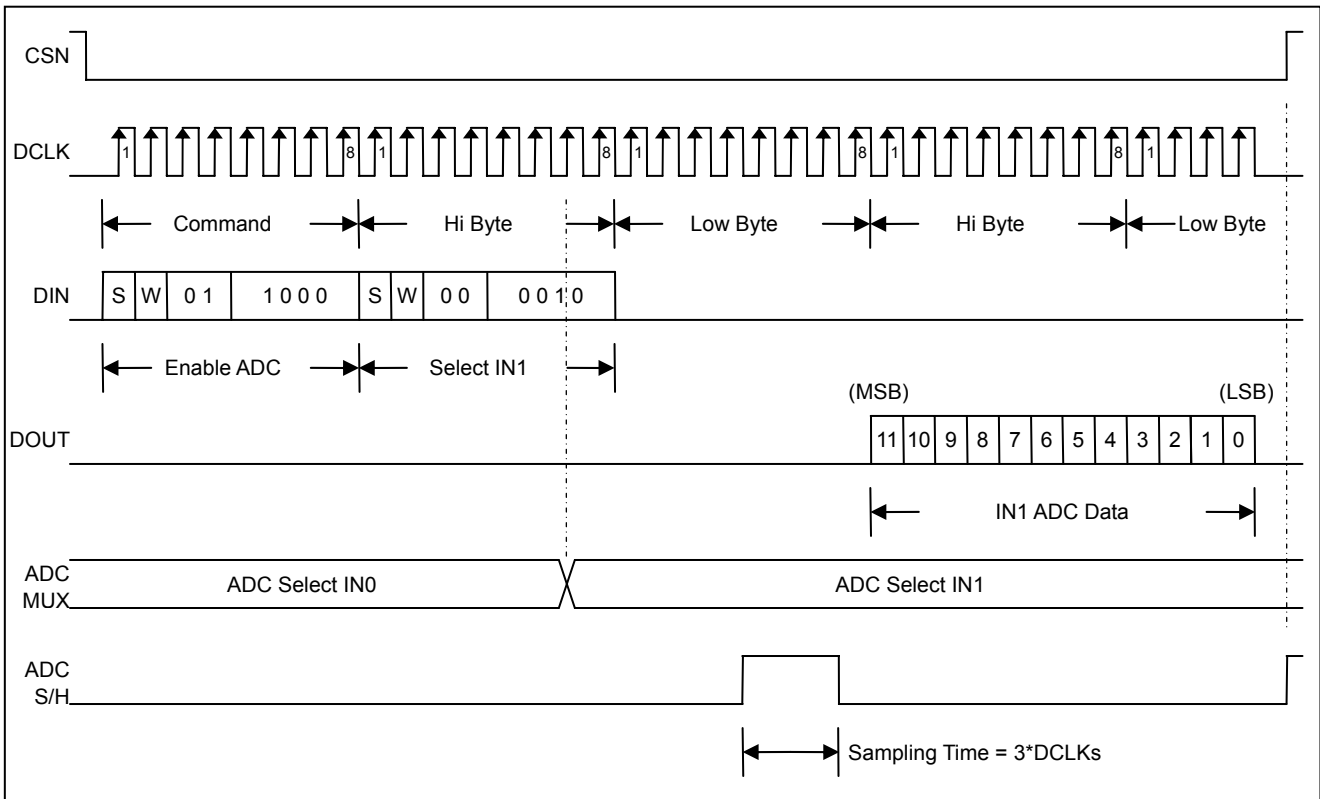 CSN
DCLK 1 8 1 8 1 8 1 8 1
Command Hi Byte Low Byte Hi Byte Low Byte
DIN S W 0 1 1 0 0 0 S W 0 0 0 0 1 0
Enable ADC Select IN1
(MSB) (LSB)
DOUT 11 10 9 8 7 6 5 4 3 2 1 0
IN1 ADC Data
ADC MUX ADC Select IN0 ADC Select IN1
ADC
S/H
Sampling Time = 3*DCLKs